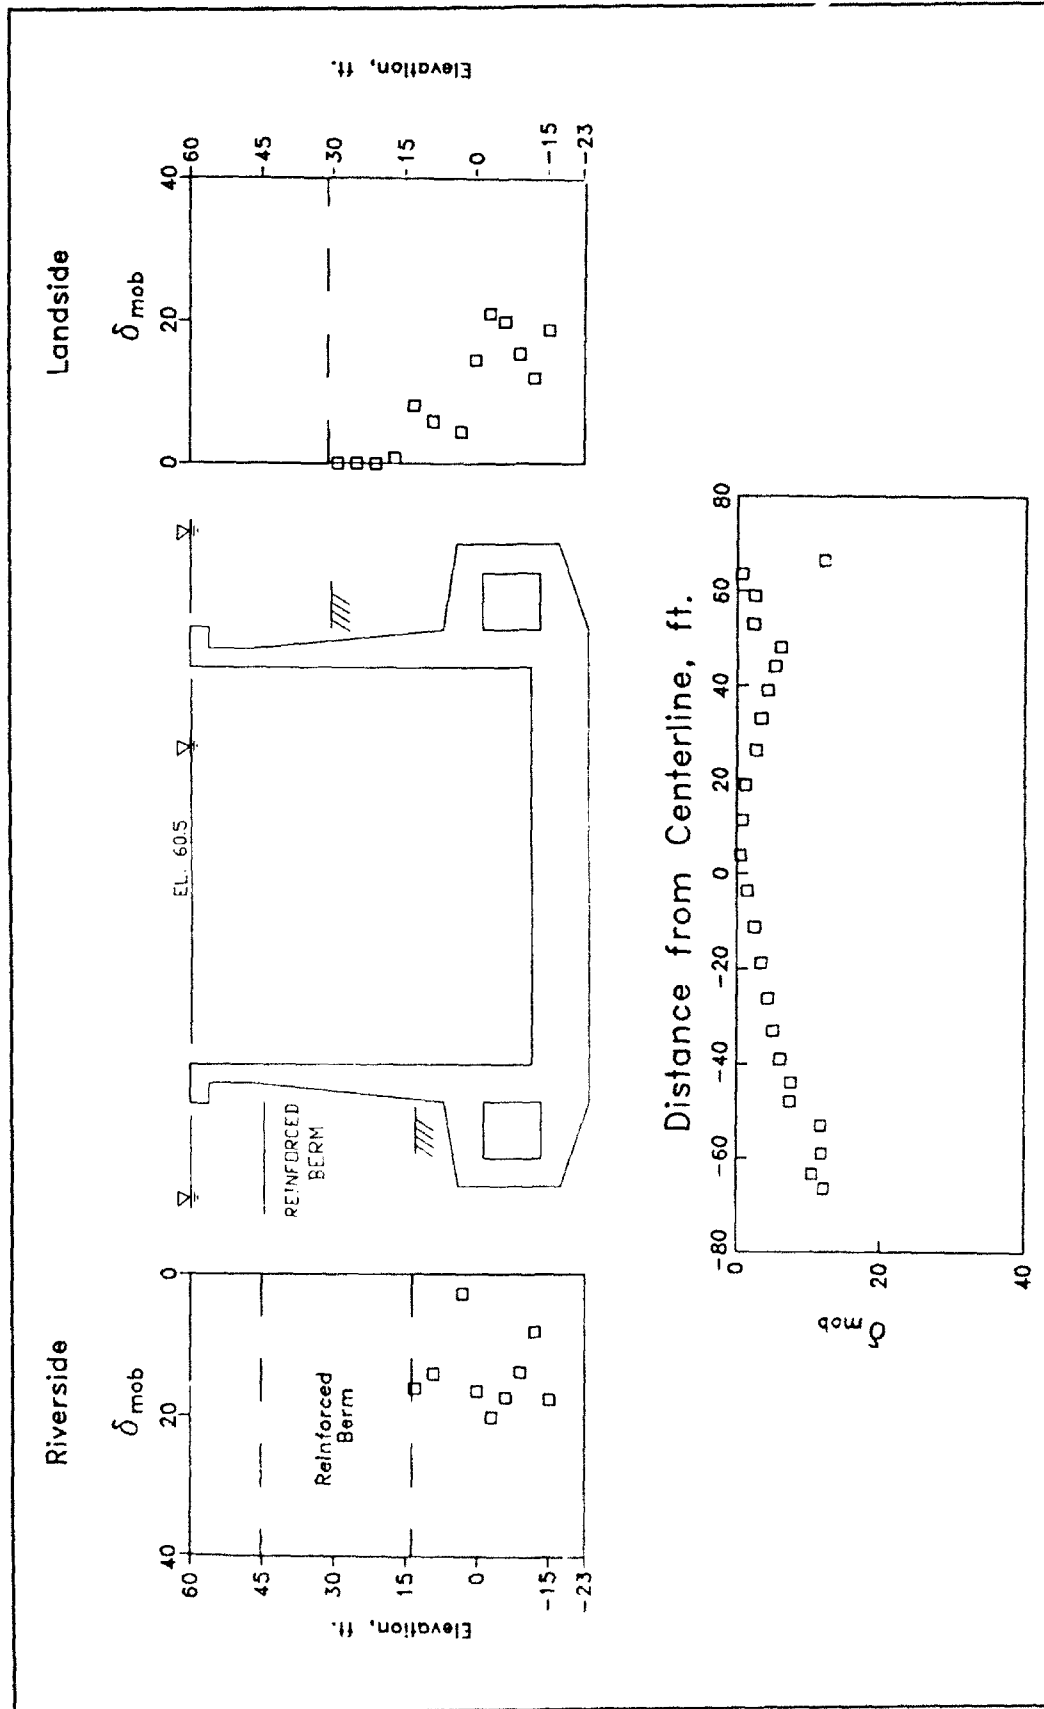 Riverside
δmob
40
20
0
60
45
30
15
0
-15
-23
Elevation, ft.
Reinforced
Berm
EL. 60.5
REINFORCED
BERM
Landside
δmob
0
20
40
-60
-45
-30
-15
-0
-15
-23
Elevation, ft.
Distance from Centerline, ft.
-80
-60
-40
-20
0
20
40
60
80
0
20
40
δmob